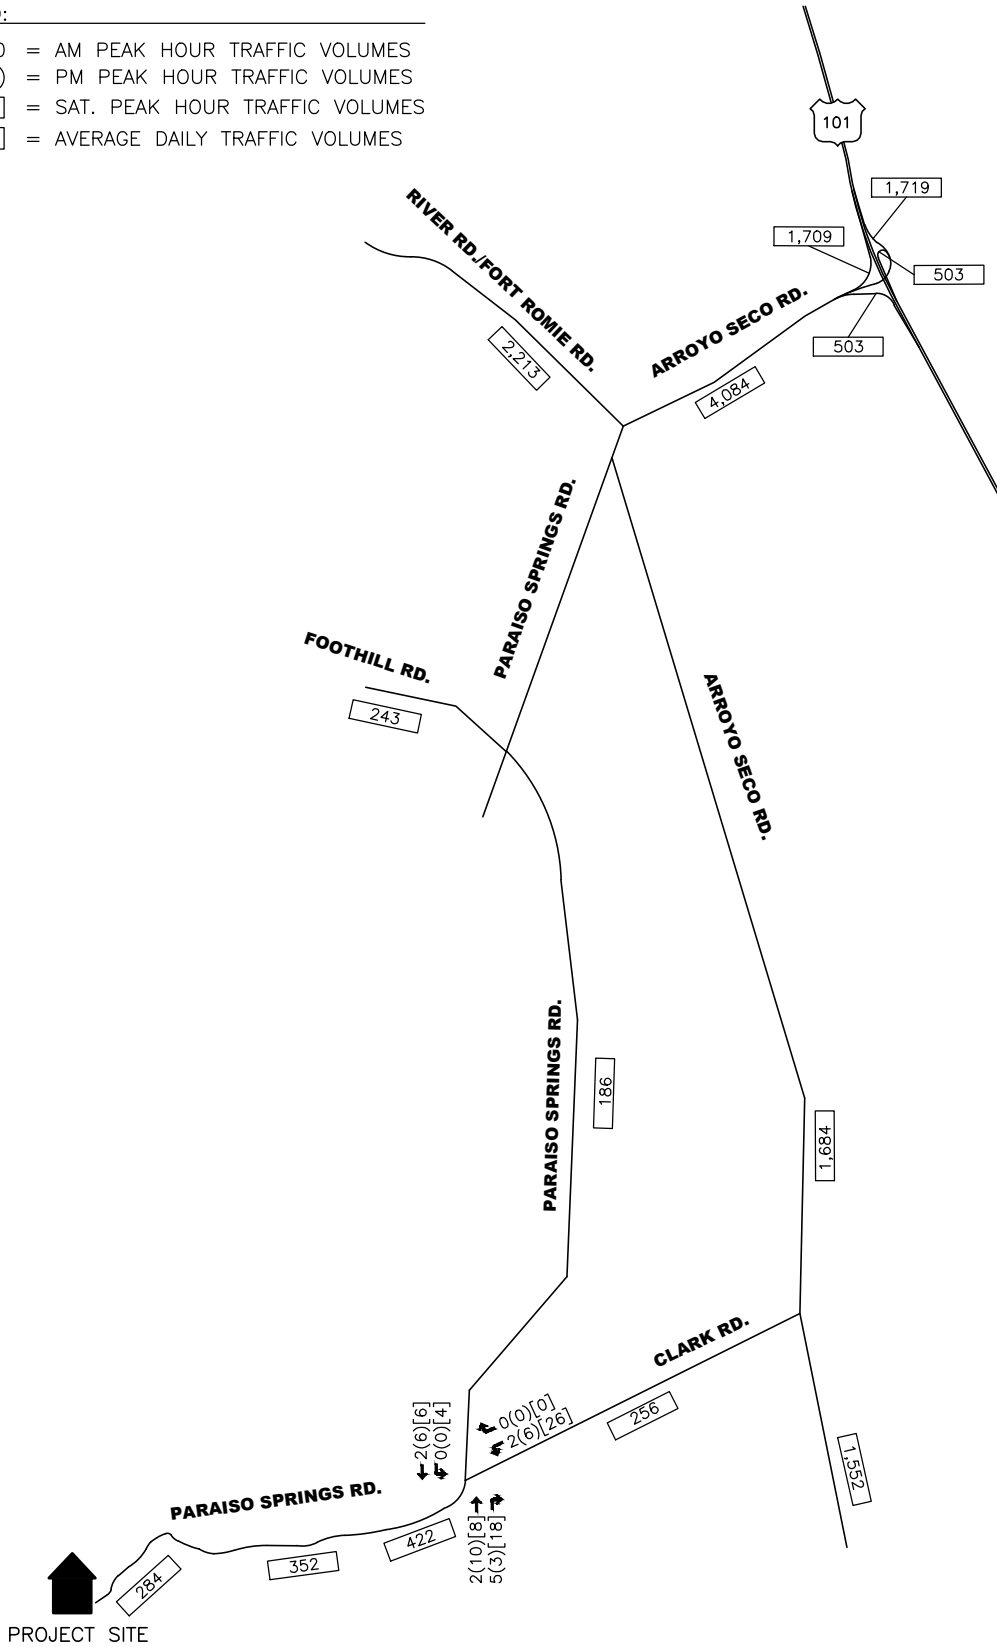 :
0 = AM PEAK HOUR TRAFFIC VOLUMES
) = PM PEAK HOUR TRAFFIC VOLUMES
] = SAT. PEAK HOUR TRAFFIC VOLUMES
] = AVERAGE DAILY TRAFFIC VOLUMES
101
1,719
1,709
503
503
RIVER RD./FORT ROMIE RD.
2,213
ARROYO SECO RD.
4,084
PARAISO SPRINGS RD.
FOOTHILL RD.
243
ARROYO SECO RD.
PARAISO SPRINGS RD.
186
1,684
CLARK RD.
256
1,552
2(6)[6]
0(0)[4]
0(0)[0]
2(6)[26]
2(10)[8]
5(3)[18]
PARAISO SPRINGS RD.
422
352
284
PROJECT SITE